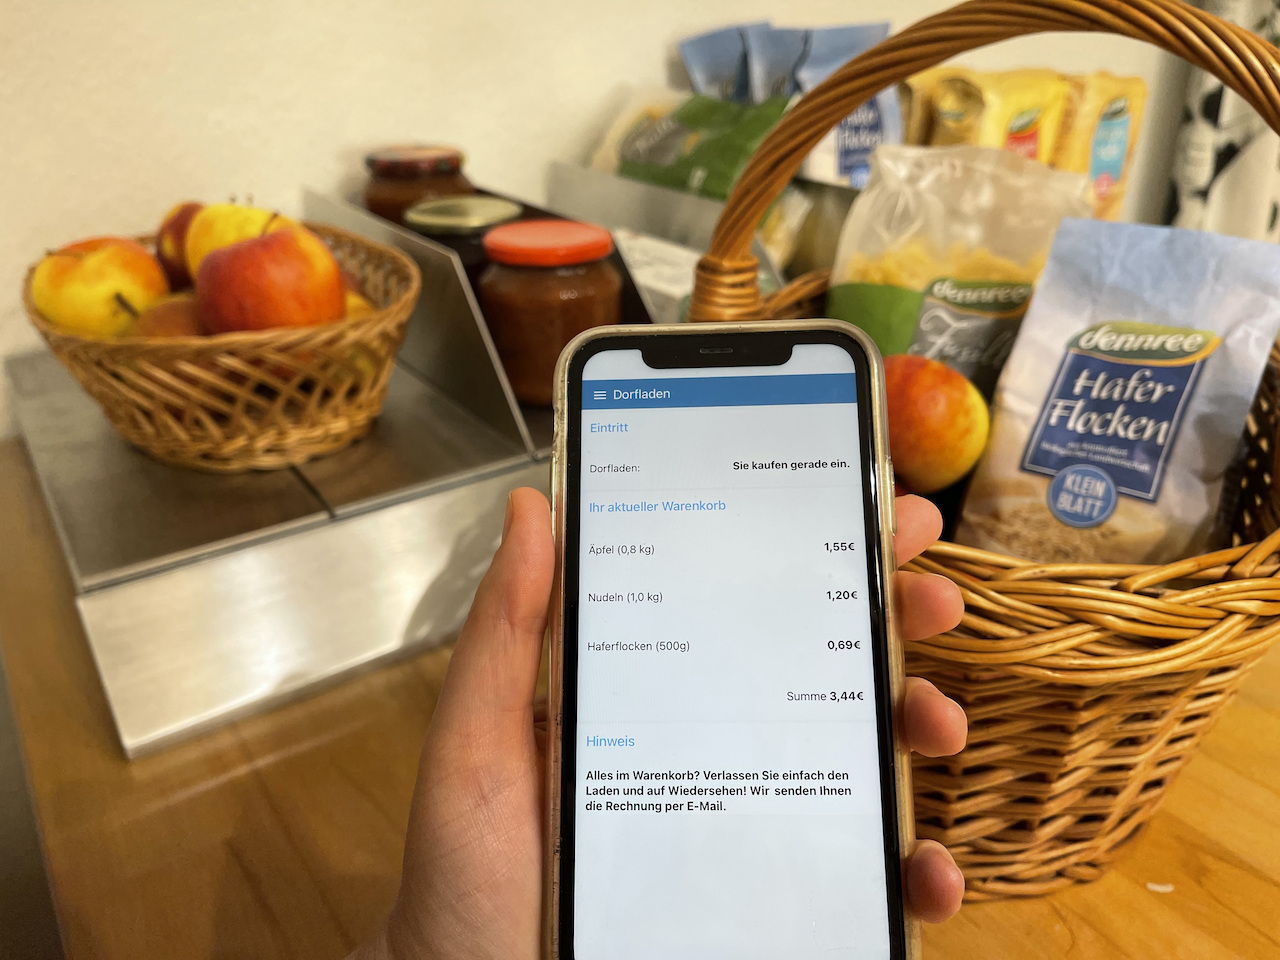 Dorfladen
Eintritt
Dorfladen: Sie kaufen gerade ein.
Ihr aktueller Warenkorb
Äpfel (0,8 kg) 1,55€
Nudeln (1,0 kg) 1,20€
Haferflocken (500g) 0,69€
Summe 3,44€
Hinweis
Alles im Warenkorb? Verlassen Sie einfach den
Laden und auf Wiedersehen! Wir senden Ihnen
die Rechnung per E-Mail.
dennree
Fusilli
dennree
Hafer
Flocken
KLEIN
BLATT